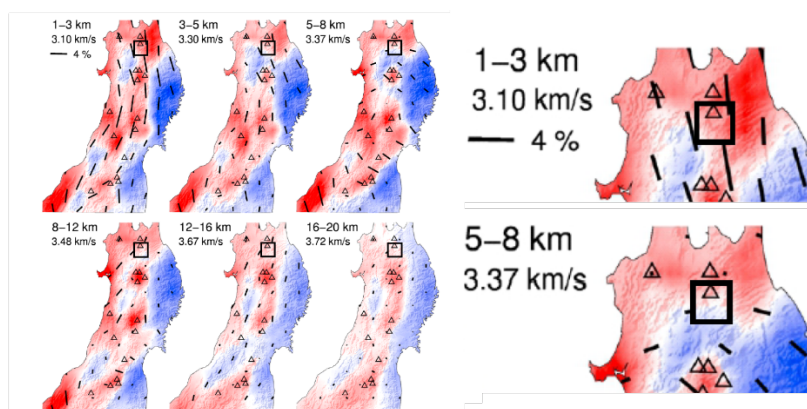 1–3 km
3.10 km/s
4 %
3–5 km
3.30 km/s
5–8 km
3.37 km/s
8–12 km
3.48 km/s
12–16 km
3.67 km/s
16–20 km
3.72 km/s
1–3 km
3.10 km/s
4 %
5–8 km
3.37 km/s